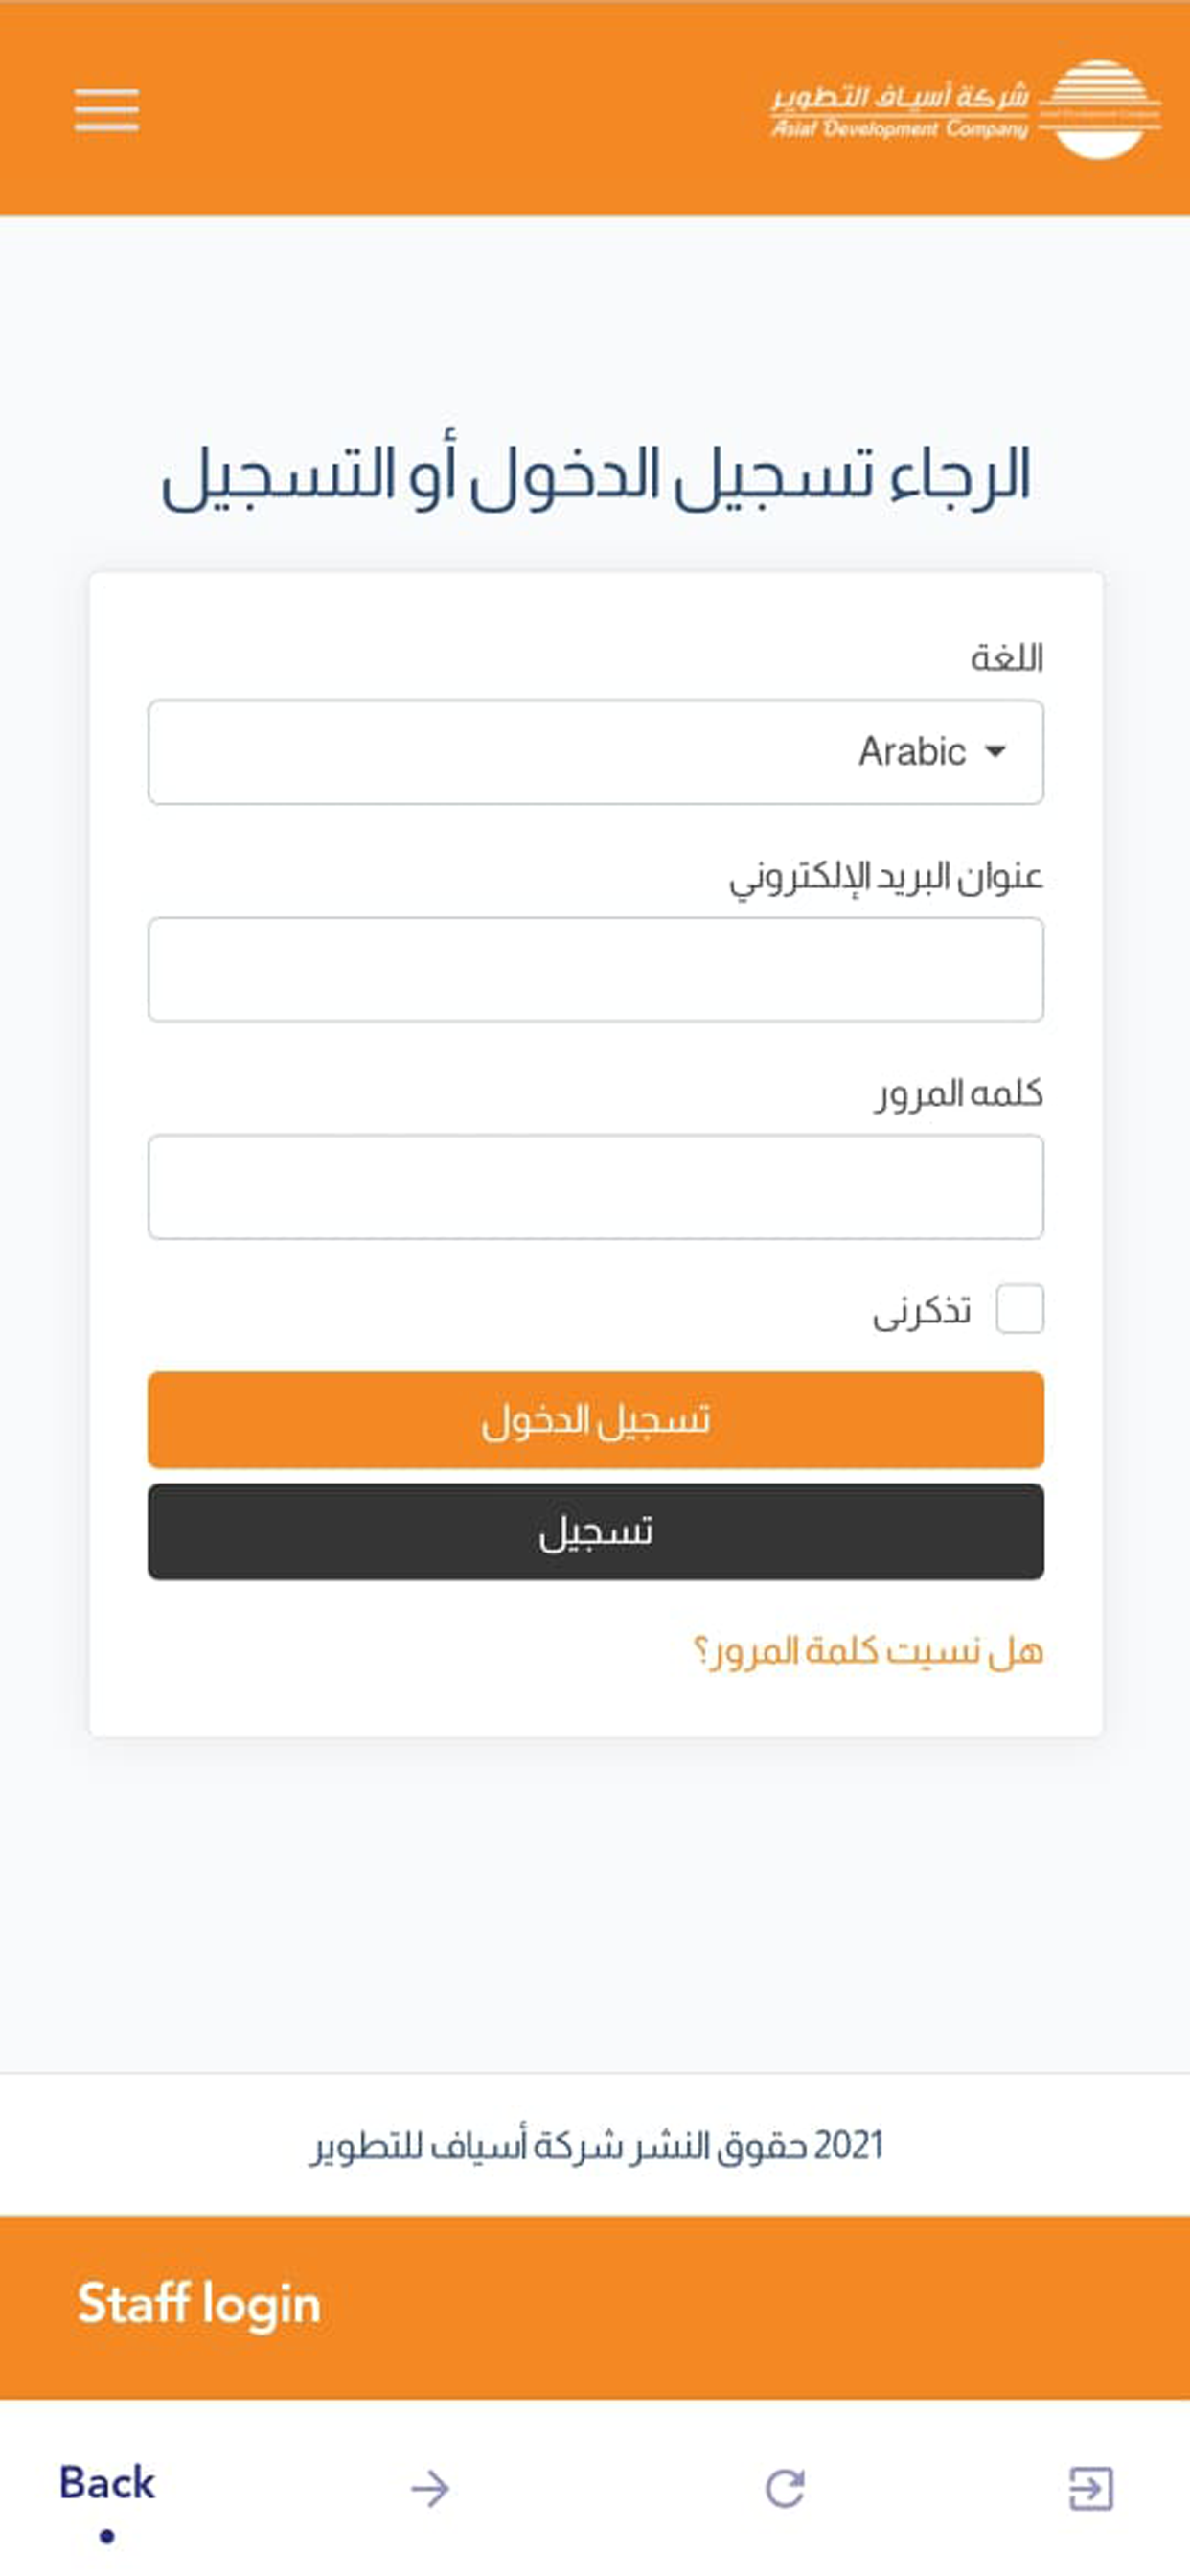 شركة أسياف التطوير
Asiaf Development Company
الرجاء تسجيل الدخول أو التسجيل
اللغة
Arabic
عنوان البريد الإلكتروني
كلمه المرور
تذكرنى
تسجيل الدخول
تسجيل
هل نسيت كلمة المرور؟
2021 حقوق النشر شركة أسياف للتطوير
Staff login
Back